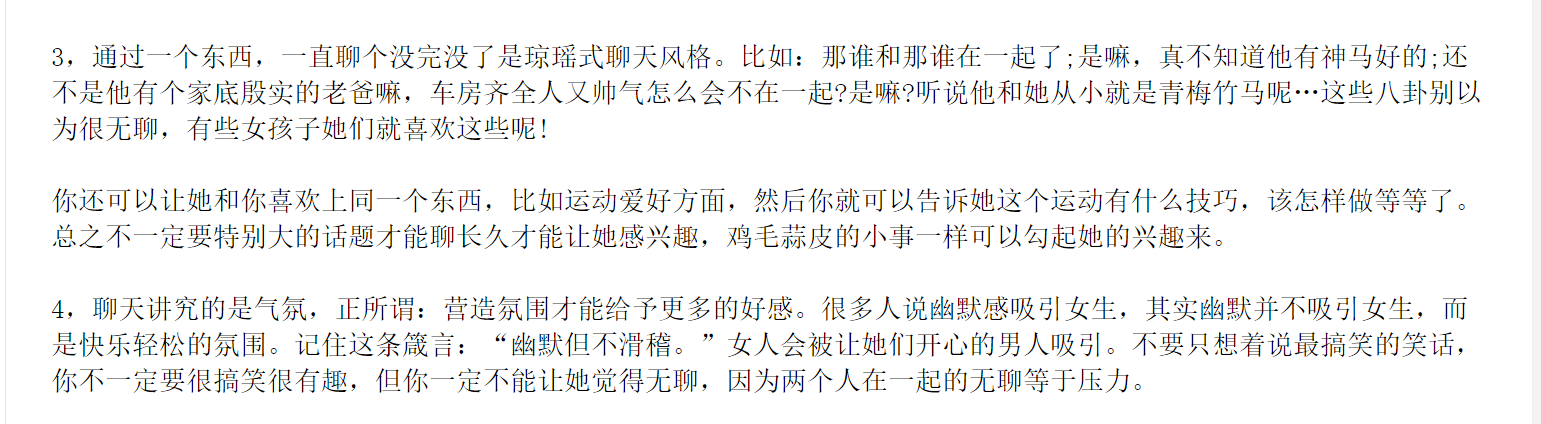 3，通过一个东西，一直聊个没完没了是琼瑶式聊天风格。比如：那谁和那谁在一起了;是嘛，真不知道他有神马好的;还
不是他有个家底殷实的老爸嘛，车房齐全人又帅气怎么会不在一起?是嘛?听说他和她从小就是青梅竹马呢…这些八卦别以
为很无聊，有些女孩子她们就喜欢这些呢!
你还可以让她和你喜欢上同一个东西，比如运动爱好方面，然后你就可以告诉她这个运动有什么技巧，该怎样做等等了。
总之不一定要特别大的话题才能聊长久才能让她感兴趣，鸡毛蒜皮的小事一样可以勾起她的兴趣来。
4，聊天讲究的是气氛，正所谓：营造氛围才能给予更多的好感。很多人说幽默感吸引女生，其实幽默并不吸引女生，而
是快乐轻松的氛围。记住这条箴言：“幽默但不滑稽。”女人会被让她们开心的男人吸引。不要只想着说最搞笑的笑话，
你不一定要很搞笑很有趣，但你一定不能让她觉得无聊，因为两个人在一起的无聊等于压力。